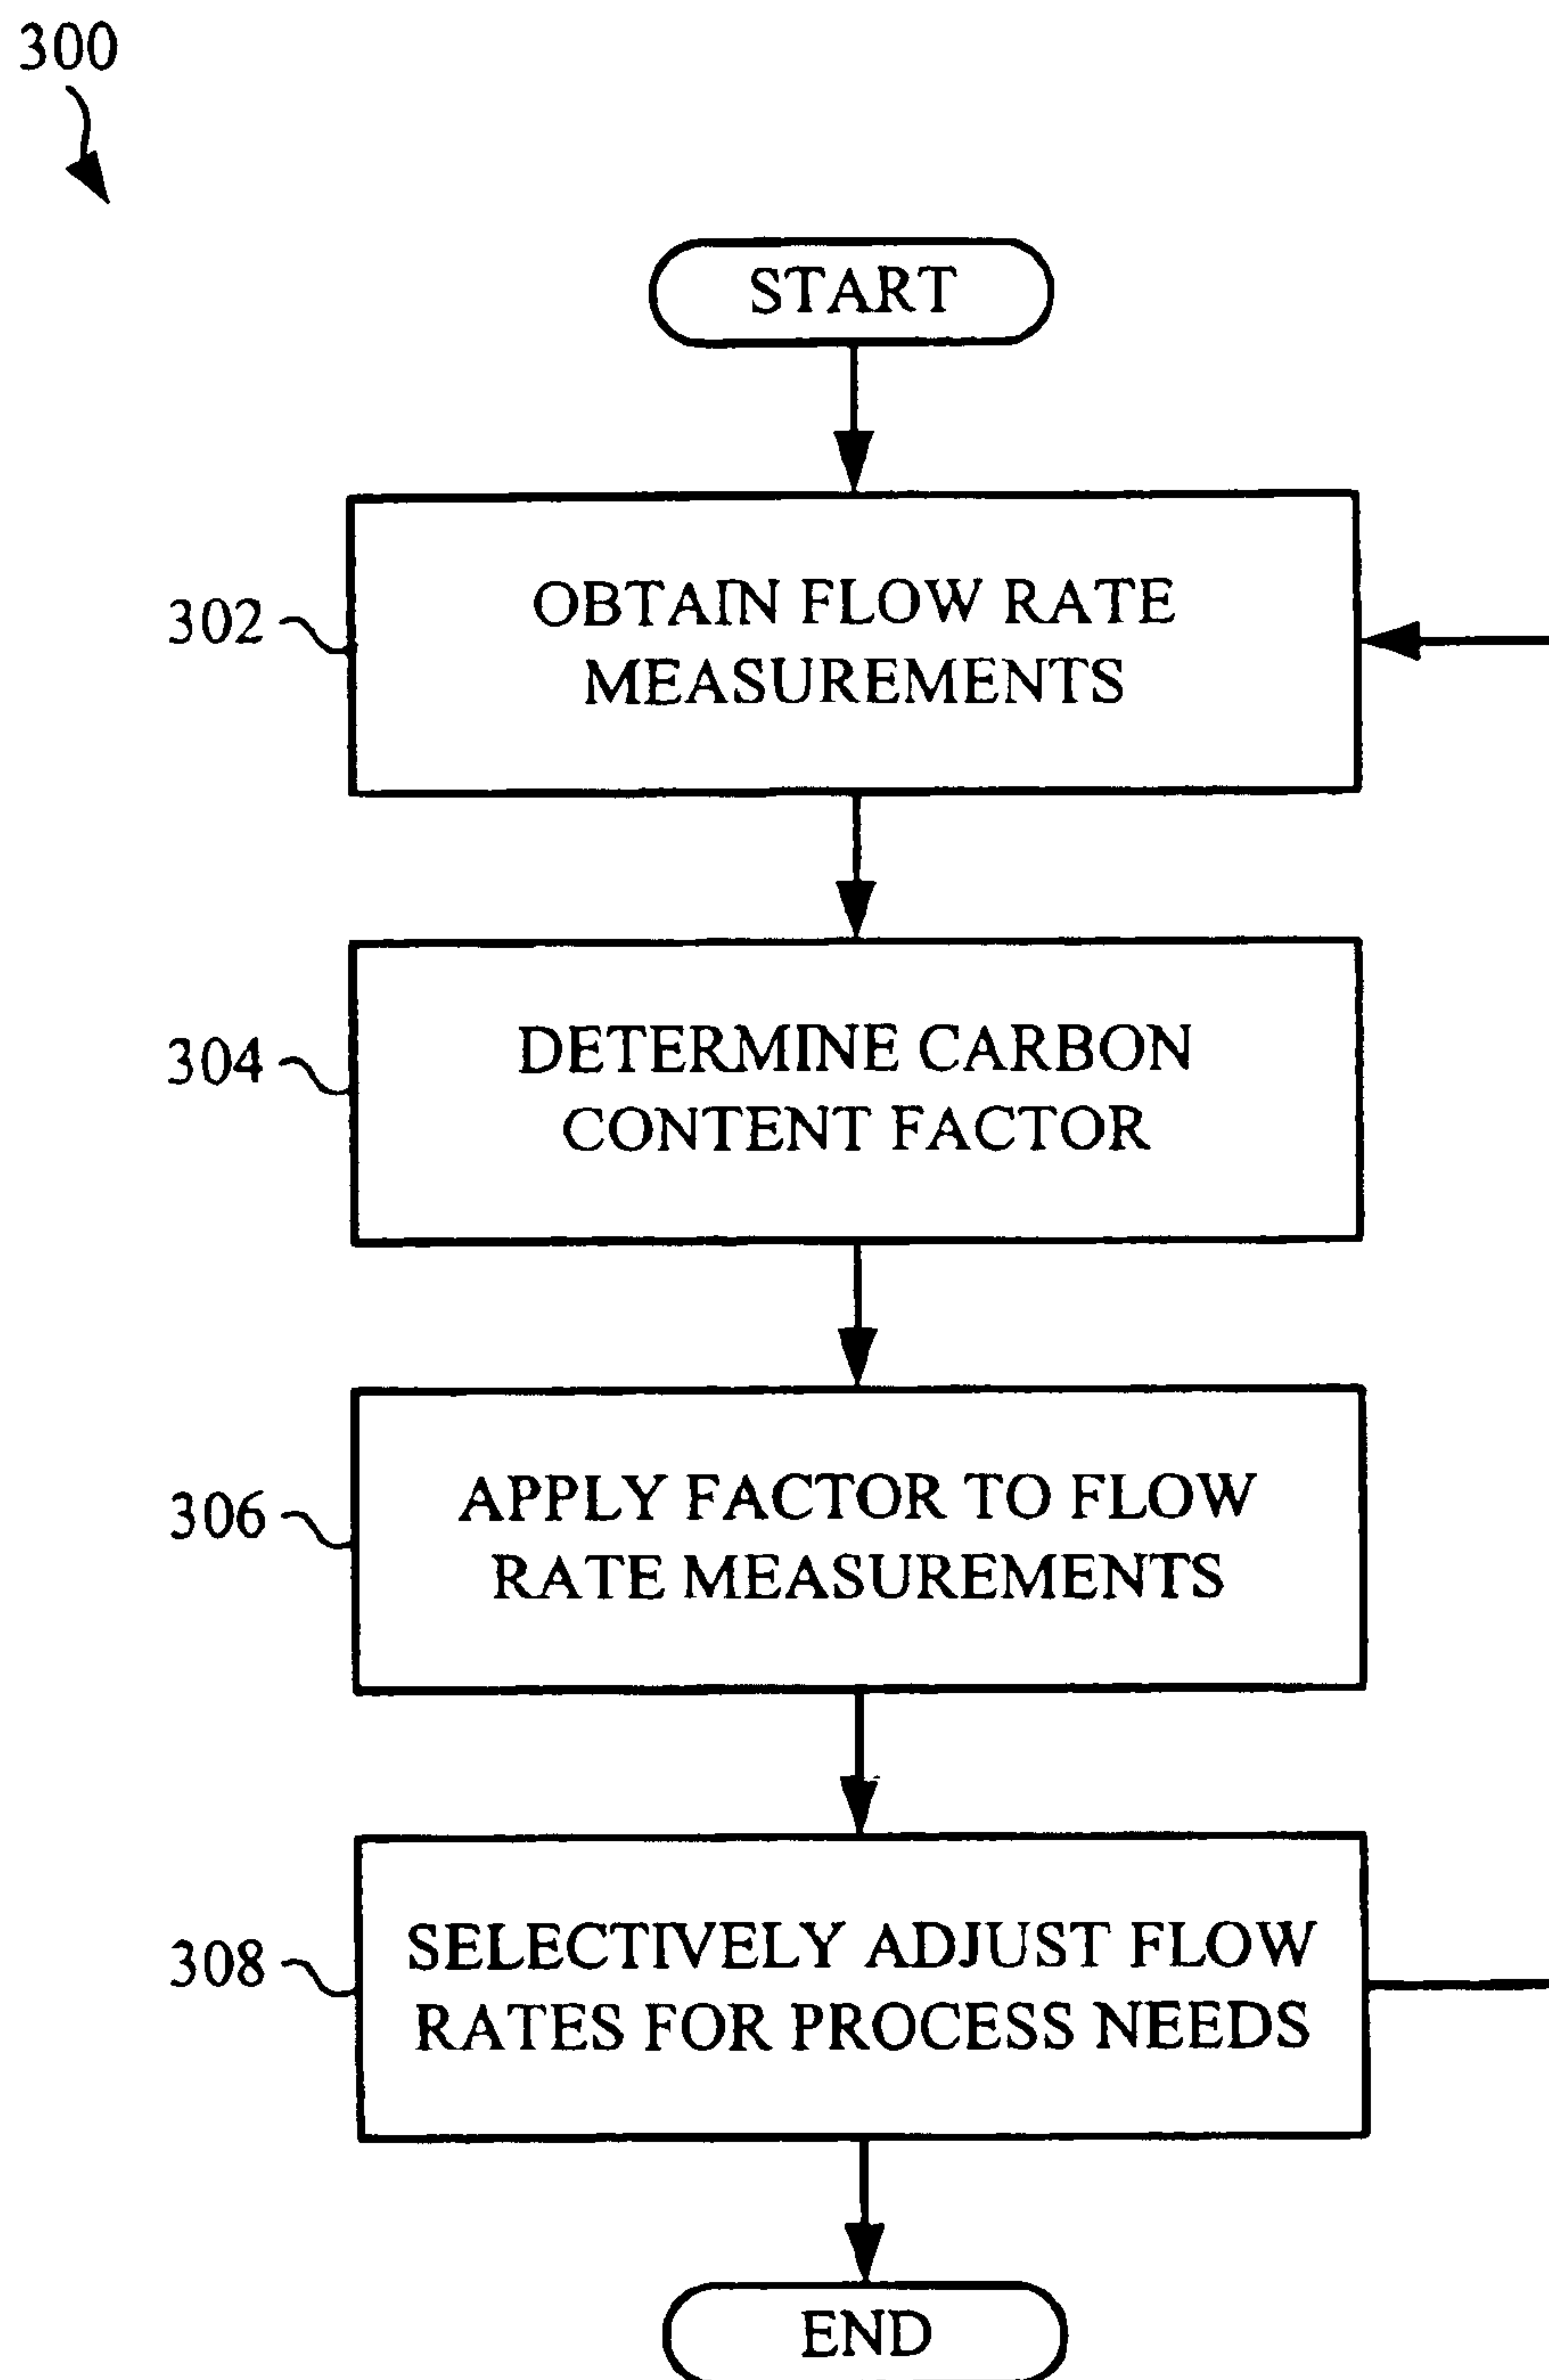 300
START
302
OBTAIN FLOW RATE
MEASUREMENTS
304
DETERMINE CARBON
CONTENT FACTOR
306
APPLY FACTOR TO FLOW
RATE MEASUREMENTS
308
SELECTIVELY ADJUST FLOW
RATES FOR PROCESS NEEDS
END